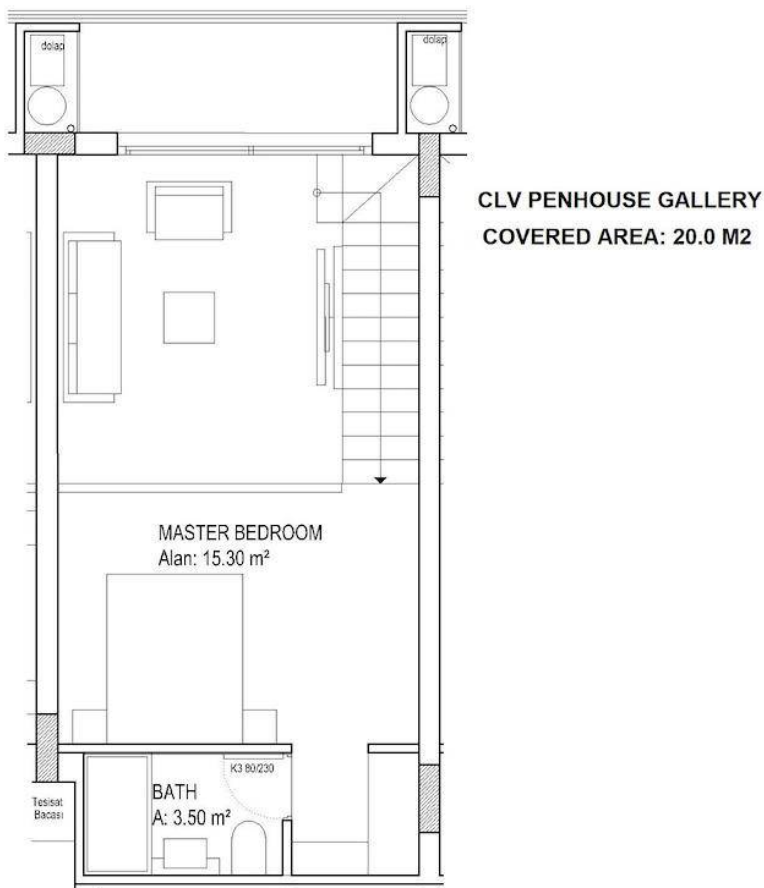 dolap
dolap
CLV PENHOUSE GALLERY
COVERED AREA: 20.0 M2
MASTER BEDROOM
Alan: 15.30 m²
K3 80/230
BATH
A: 3.50 m²
Tesisat
Bacası